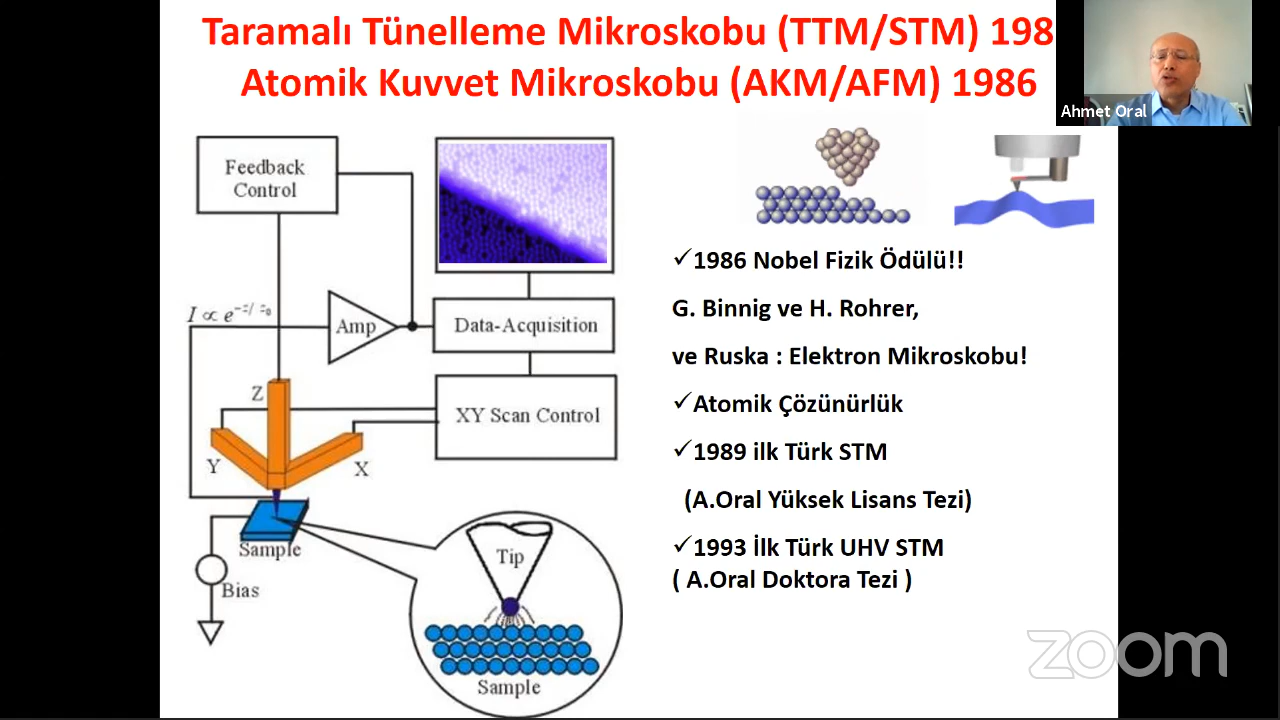 Taramalı Tünelleme Mikroskobu (TTM/STM) 198
Atomik Kuvvet Mikroskobu (AKM/AFM) 1986
Ahmet Oral
Feedback
Control
I ∝ e
Amp
Data-Acquisition
XY Scan Control
Z
Y
X
Sample
Bias
Tip
Sample
✓1986 Nobel Fizik Ödülü!!
G. Binnig ve H. Rohrer,
ve Ruska : Elektron Mikroskobu!
✓Atomik Çözünürlük
✓1989 ilk Türk STM
(A.Oral Yüksek Lisans Tezi)
✓1993 İlk Türk UHV STM
( A.Oral Doktora Tezi )
zoom